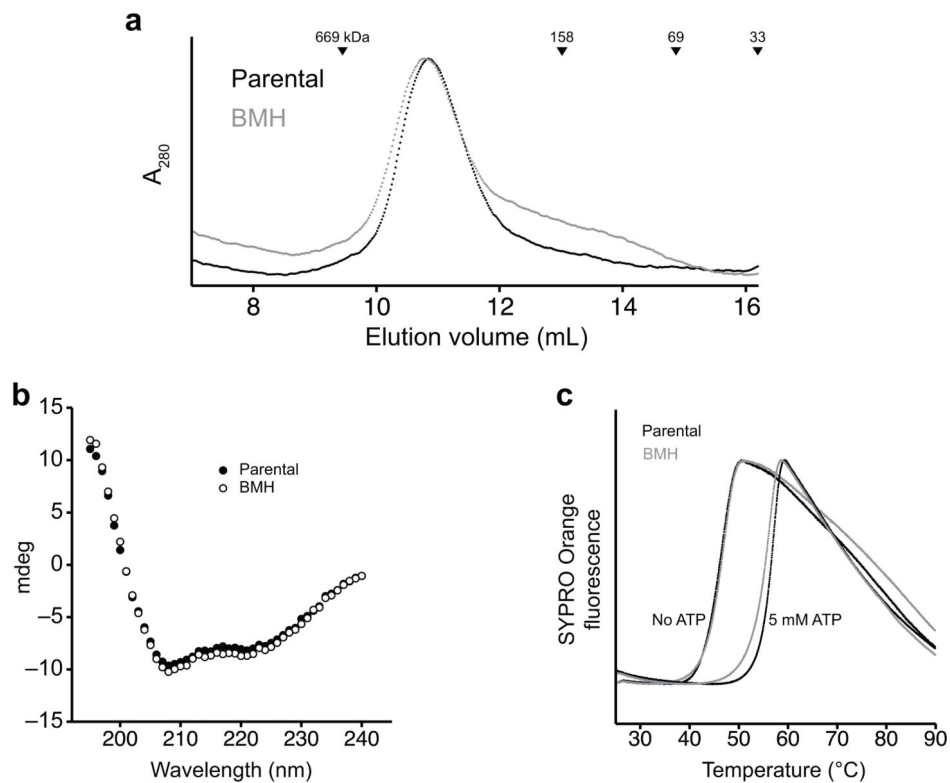 a
669 kDa 158 69 33
Parental
BMH
A280
8 10 12 14 16
Elution volume (mL)
b
15
10
5
0
–5
–10
–15
mdeg
Parental
BMH
200 210 220 230 240
Wavelength (nm)
c
Parental
BMH
SYPRO Orange
fluorescence
No ATP 5 mM ATP
30 40 50 60 70 80 90
Temperature (°C)